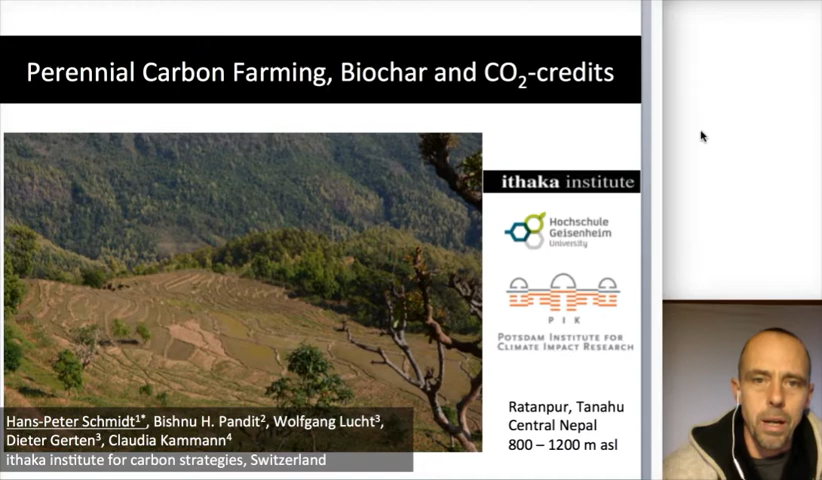 Perennial Carbon Farming, Biochar and CO₂-credits
ithaka institute
Hochschule
Geisenheim
University
P I K
POTSDAM INSTITUTE FOR
CLIMATE IMPACT RESEARCH
Hans-Peter Schmidt¹*, Bishnu H. Pandit², Wolfgang Lucht³,
Dieter Gerten³, Claudia Kammann⁴
ithaka institute for carbon strategies, Switzerland
Ratanpur, Tanahu
Central Nepal
800 – 1200 m asl